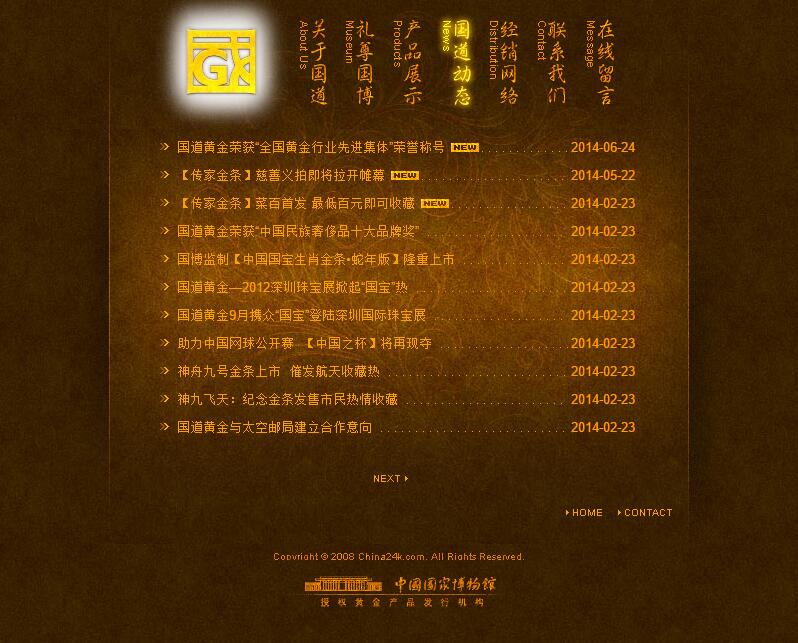 G
关于国道
About Us
礼尊国博
Museum
产品展示
Products
国道动态
News
经销网络
Distribution
联系我们
Contact
在线留言
Message
国道黄金荣获“全国黄金行业先进集体”荣誉称号 NEW 2014-06-24
【传家金条】慈善义拍即将拉开帷幕 NEW 2014-05-22
【传家金条】菜百首发 最低百元即可收藏 NEW 2014-02-23
国道黄金荣获“中国民族奢侈品十大品牌奖” 2014-02-23
国博监制【中国国宝生肖金条•蛇年版】隆重上市 2014-02-23
国道黄金—2012深圳珠宝展掀起“国宝”热 2014-02-23
国道黄金9月携众“国宝”登陆深圳国际珠宝展 2014-02-23
助力中国网球公开赛 【中国之杯】将再现夺 2014-02-23
神舟九号金条上市 催发航天收藏热 2014-02-23
神九飞天：纪念金条发售市民热情收藏 2014-02-23
国道黄金与太空邮局建立合作意向 2014-02-23
NEXT
HOME CONTACT
Copyright © 2008 China24k.com. All Rights Reserved.
中国国家博物馆
授权黄金产品发行机构